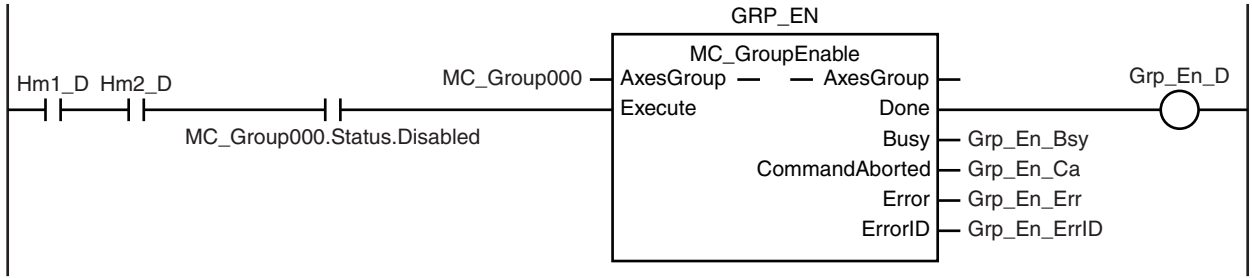 GRP_EN
MC_GroupEnable
Hm1_D Hm2_D
MC_Group000.Status.Disabled
MC_Group000
AxesGroup AxesGroup
Execute Done
Busy Grp_En_Bsy
CommandAborted Grp_En_Ca
Error Grp_En_Err
ErrorID Grp_En_ErrID
Grp_En_D